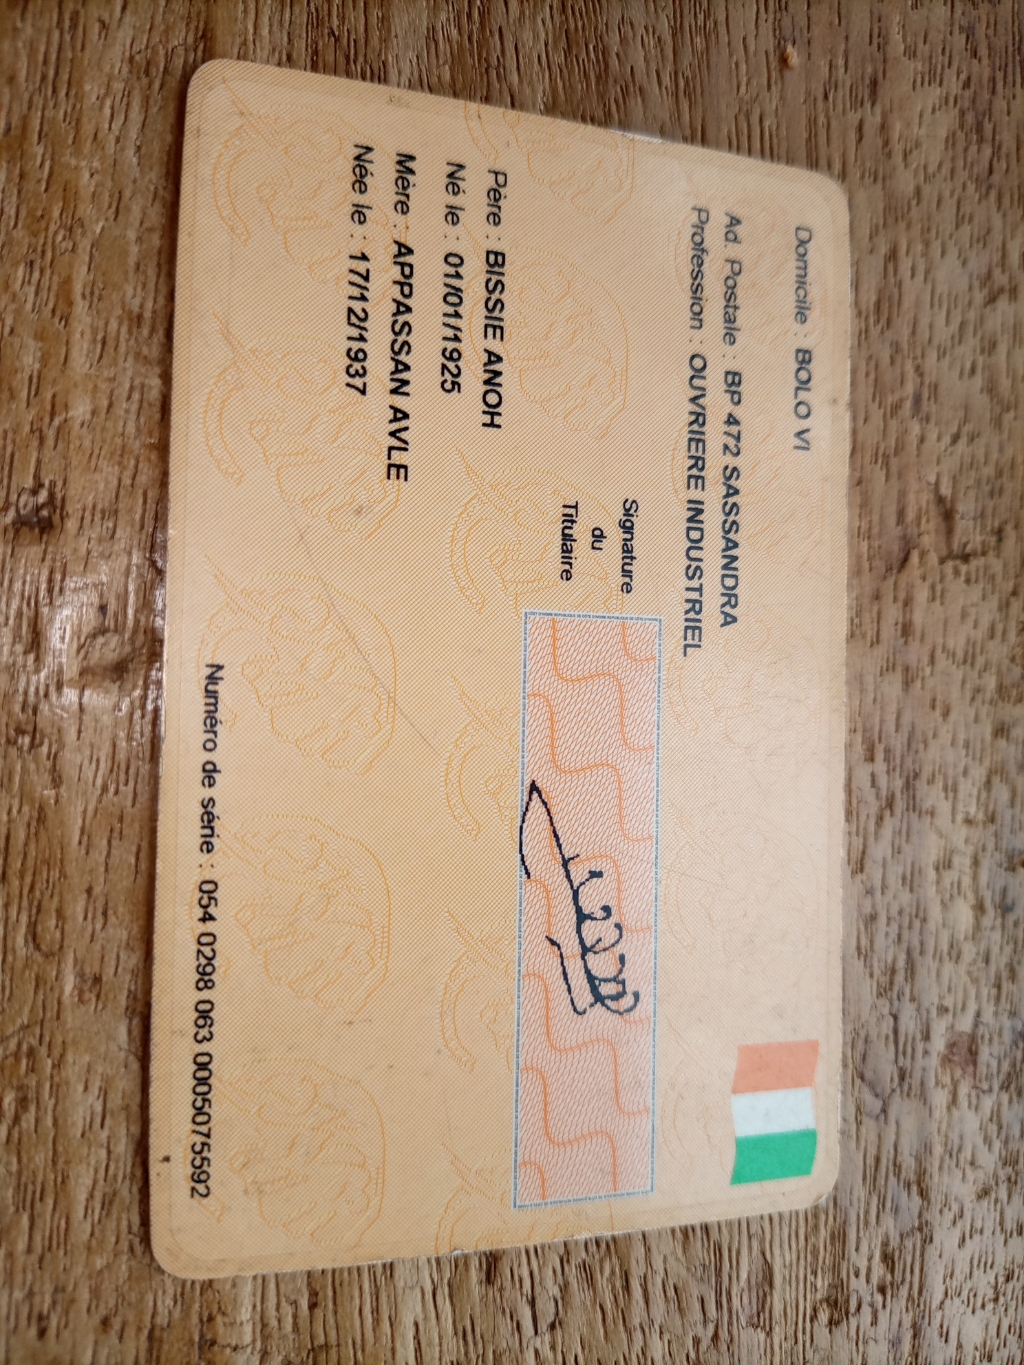 Domicile : BOLO VI
Ad. Postale : BP 472 SASSANDRA
Profession : OUVRIERE INDUSTRIEL
Signature
du
Titulaire
Père : BISSIE ANOH
Né le : 01/01/1925
Mère : APPASSAN AVLE
Née le : 17/12/1937
Numéro de série : 054 0298 063 0005075592